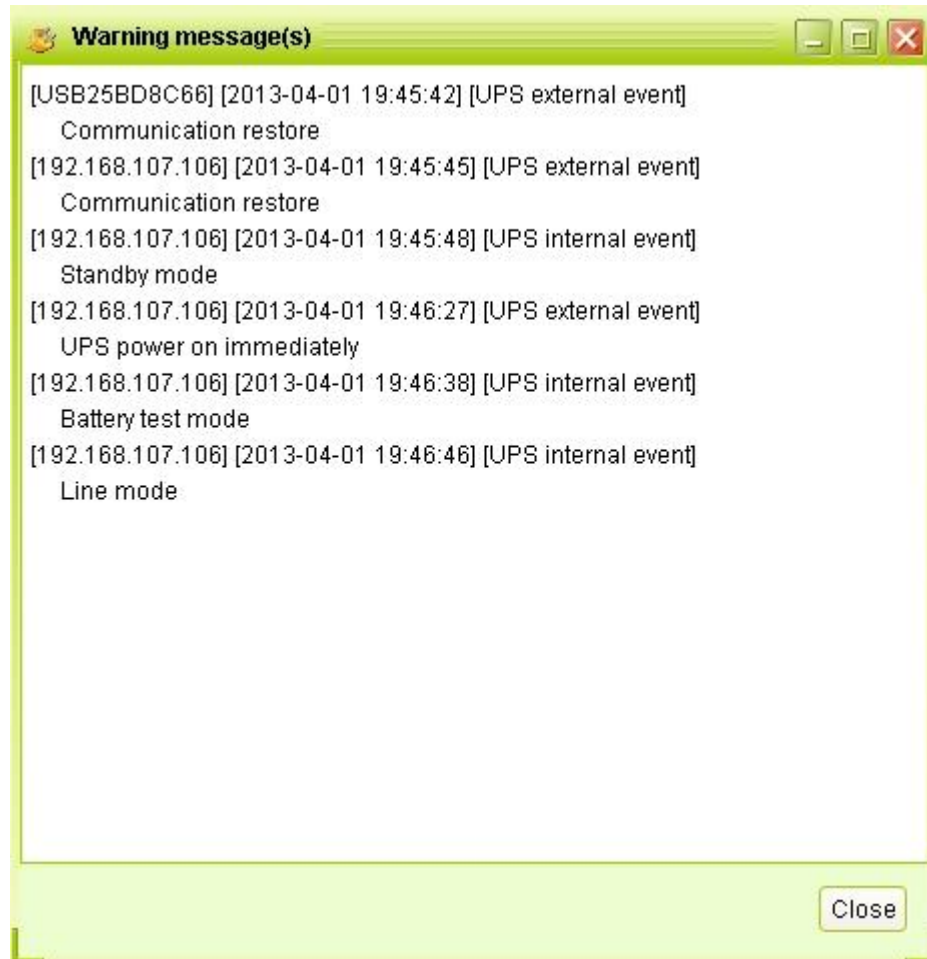 Warning message(s)
[USB25BD8C66] [2013-04-01 19:45:42] [UPS external event]
Communication restore
[192.168.107.106] [2013-04-01 19:45:45] [UPS external event]
Communication restore
[192.168.107.106] [2013-04-01 19:45:48] [UPS internal event]
Standby mode
[192.168.107.106] [2013-04-01 19:46:27] [UPS external event]
UPS power on immediately
[192.168.107.106] [2013-04-01 19:46:38] [UPS internal event]
Battery test mode
[192.168.107.106] [2013-04-01 19:46:46] [UPS internal event]
Line mode
Close